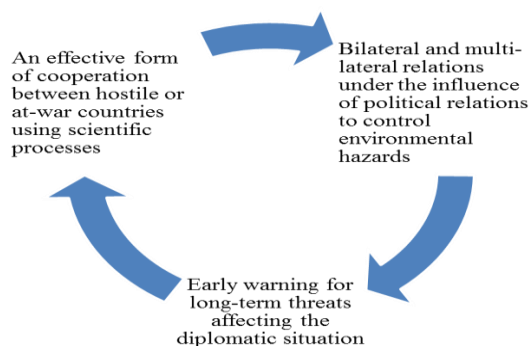 An effective form
of cooperation
between hostile or
at-war countries
using scientific
processes
Bilateral and multi-
lateral relations
under the influence
of political relations
to control
environmental
hazards
Early warning for
long-term threats
affecting the
diplomatic situation